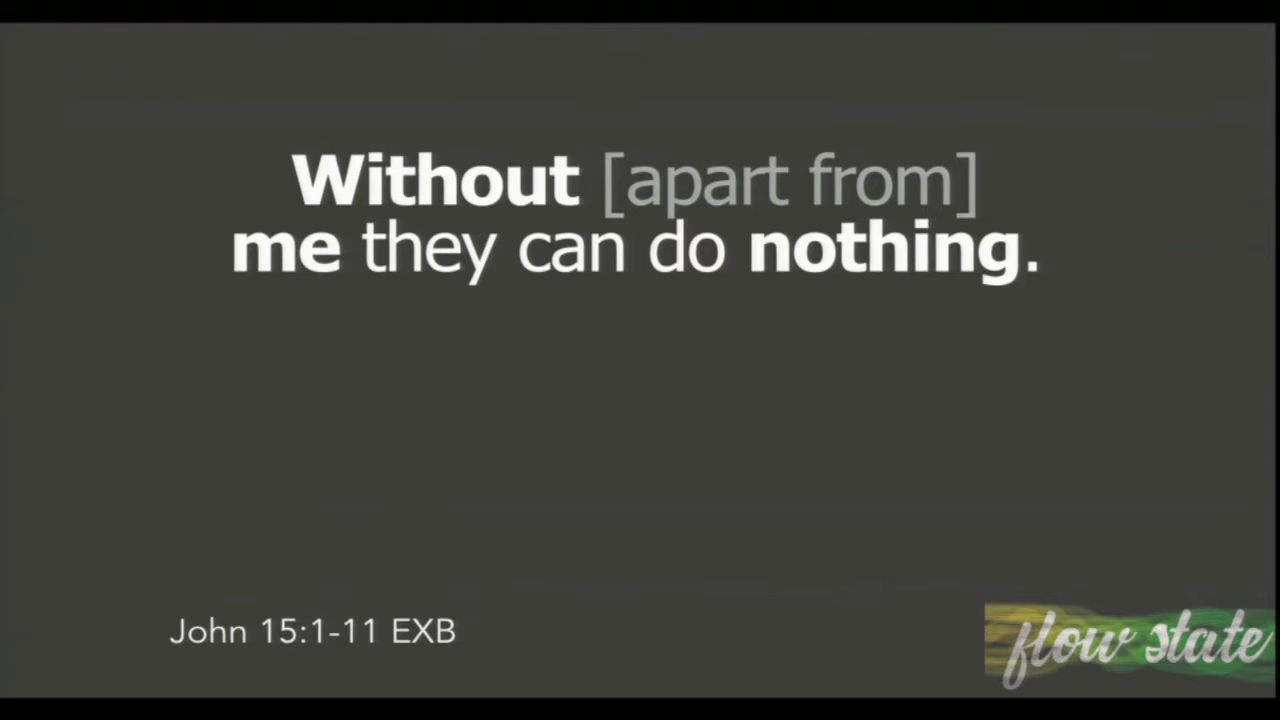 Without [apart from]
me they can do nothing.
John 15:1-11 EXB
flow state